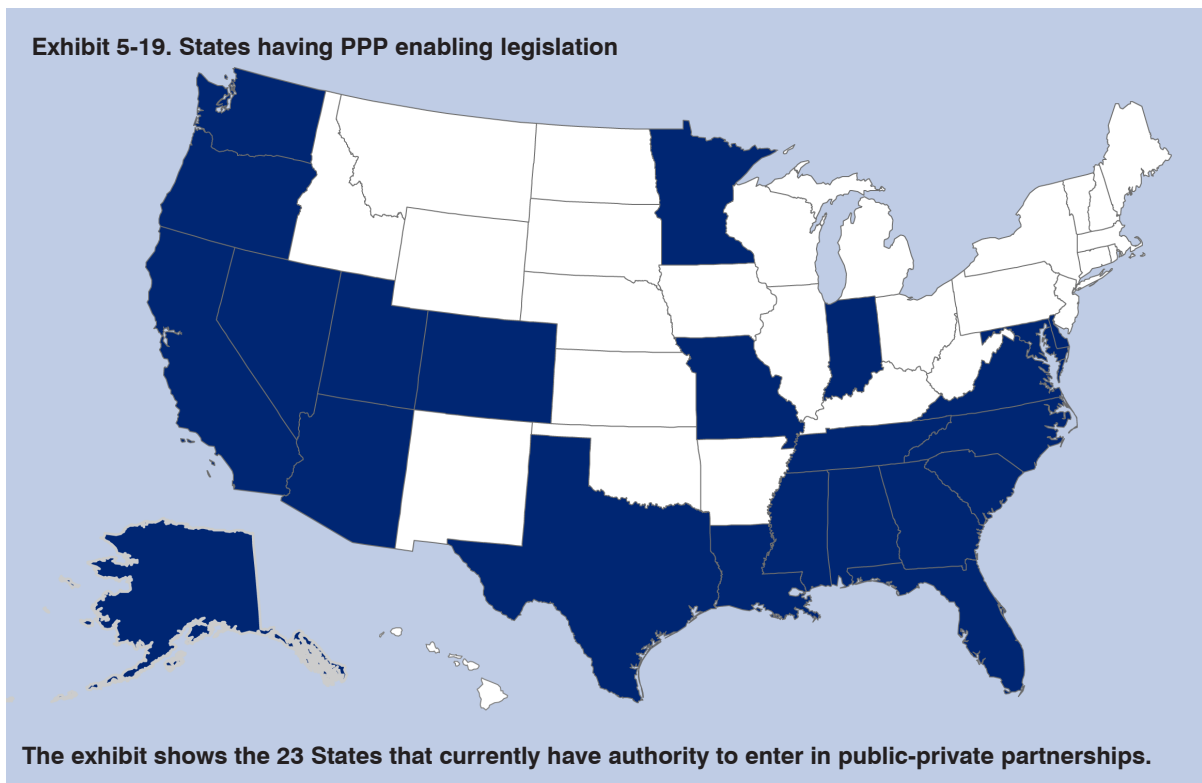 Exhibit 5-19. States having PPP enabling legislation
The exhibit shows the 23 States that currently have authority to enter in public-private partnerships.